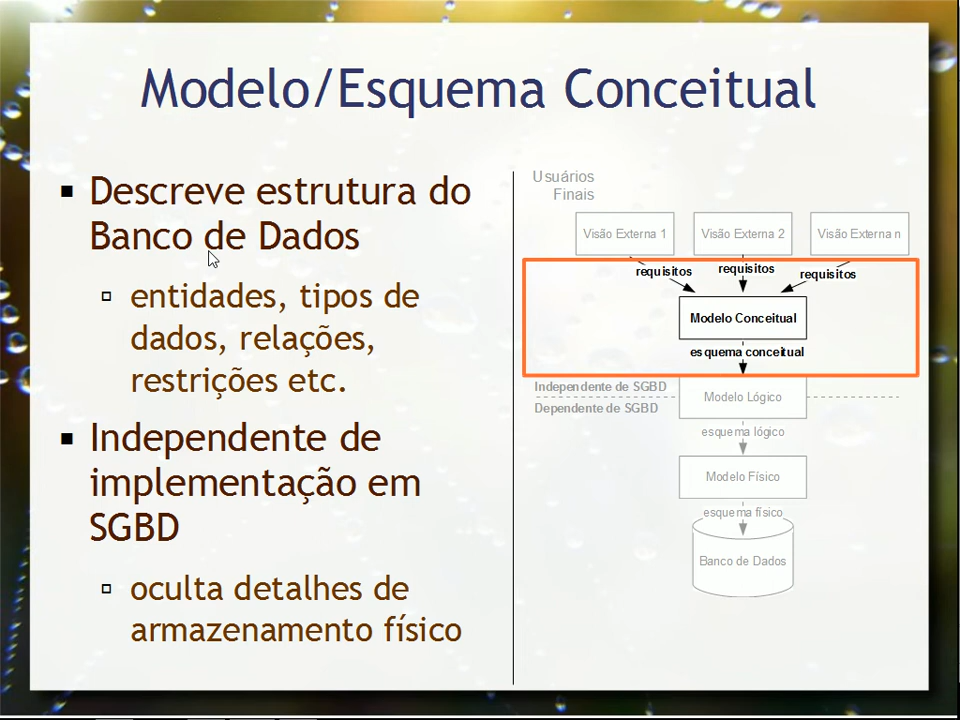 Modelo/Esquema Conceitual
Descreve estrutura do
Banco de Dados
entidades, tipos de
dados, relações,
restrições etc.
Independente de
implementação em
SGBD
oculta detalhes de
armazenamento físico
Usuários
Finais
Visão Externa 1
Visão Externa 2
Visão Externa n
requisitos
requisitos
requisitos
Modelo Conceitual
esquema conceitual
Independente de SGBD
Modelo Lógico
Dependente de SGBD
esquema lógico
Modelo Físico
esquema físico
Banco de Dados